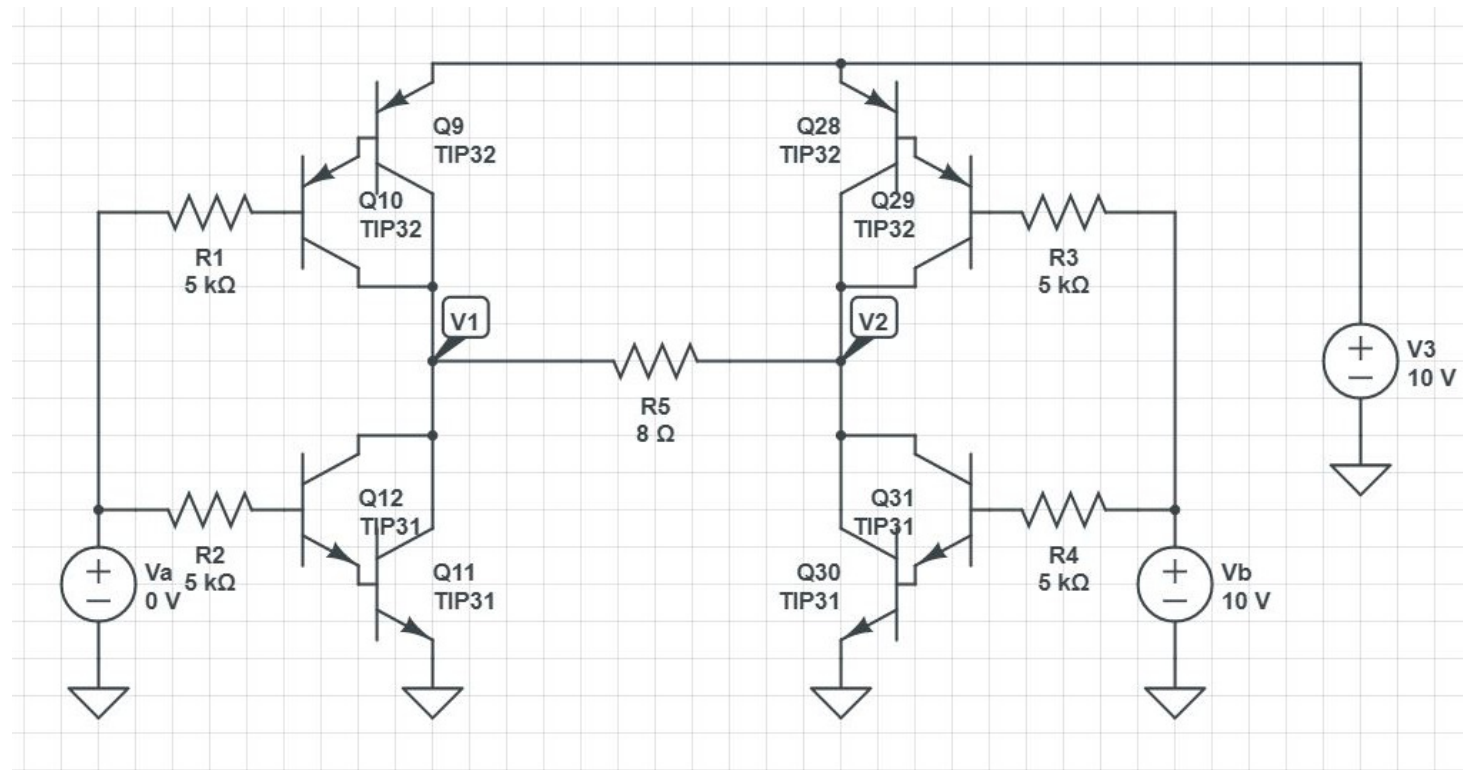 Q9
TIP32
Q28
TIP32
Q10
TIP32
Q29
TIP32
R1
5 kΩ
R3
5 kΩ
V1
V2
+
−
V3
10 V
R5
8 Ω
Q12
TIP31
Q31
TIP31
R2
5 kΩ
R4
5 kΩ
+
−
Va
0 V
Q11
TIP31
Q30
TIP31
+
−
Vb
10 V